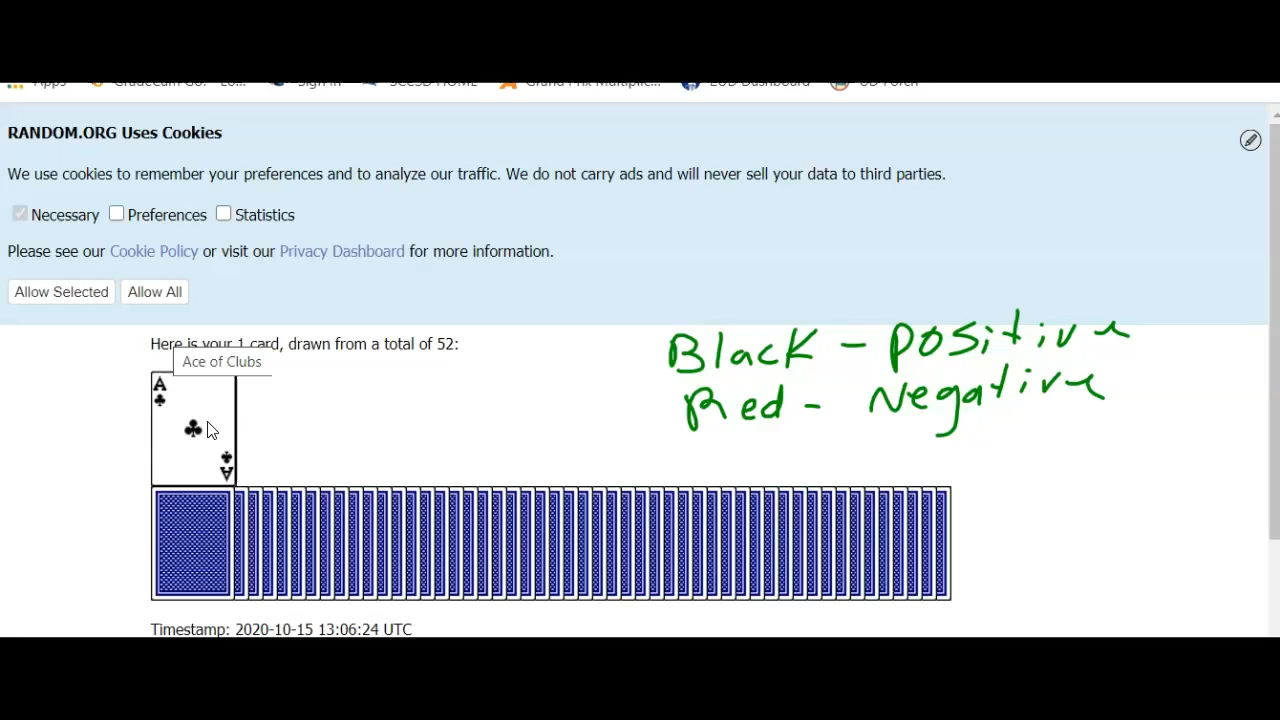 RANDOM.ORG Uses Cookies
We use cookies to remember your preferences and to analyze our traffic. We do not carry ads and will never sell your data to third parties.
Necessary Preferences Statistics
Please see our Cookie Policy or visit our Privacy Dashboard for more information.
Allow Selected Allow All
Here is your 1 card, drawn from a total of 52:
Ace of Clubs
A
A
Black - Positive
Red - Negative
Timestamp: 2020-10-15 13:06:24 UTC